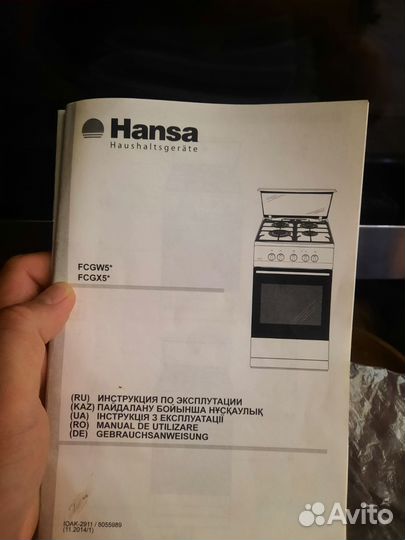 Hansa
Haushaltsgeräte
FCGW5*
FCGX5*
(RU) ИНСТРУКЦИЯ ПО ЭКСПЛУТАЦИИ
(KAZ) ПАЙДАЛАНУ БОЙЫНША НҰСҚАУЛЫҚ
(UA) ІНСТРУКЦІЯ З ЕКСПЛУАТАЦІЇ
(RO) MANUAL DE UTILIZARE
(DE) GEBRAUCHSANWEISUNG
IOAK-2911 / 8055989
(11.2014/1)
Avito